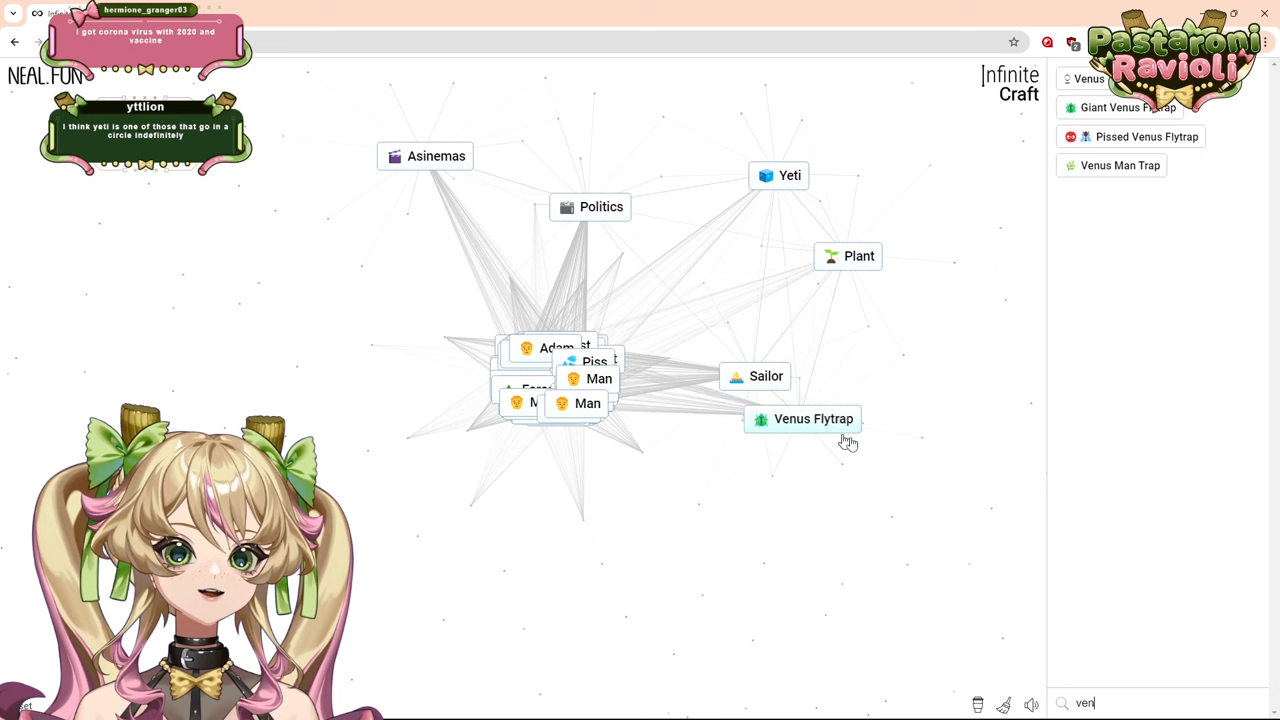 hermione_granger03
I got corona virus with 2020 and
vaccine
NEAL.FUN
yttlion
I think yeti is one of those that go in a
circle indefinitely
Pastaroni
Ravioli
Infinite
Craft
Venus
Giant Venus Flytrap
Pissed Venus Flytrap
Venus Man Trap
Asinemas
Politics
Yeti
Plant
Adam
Piss
Man
Man
Sailor
Venus Flytrap
ven